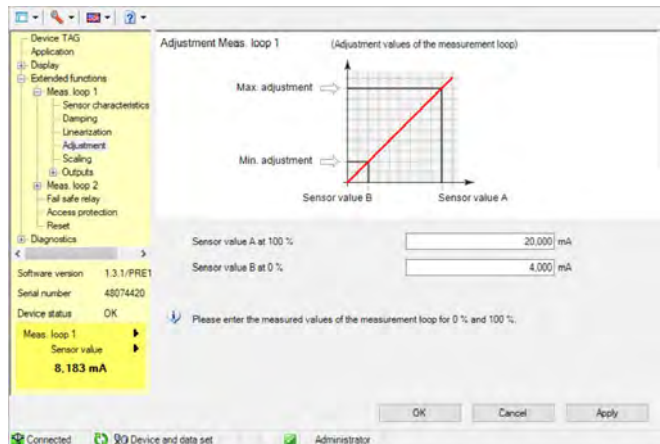 Device TAG
Application
Display
Extended functions
Meas. loop 1
Sensor characteristics
Damping
Linearization
Adjustment
Scaling
Outputs
Meas. loop 2
Fail safe relay
Access protection
Reset
Diagnostics
Software version 1.3.1/PRE1
Serial number 48074420
Device status OK
Meas. loop 1
Sensor value
8,183 mA
Adjustment Meas. loop 1 (Adjustment values of the measurement loop)
Max. adjustment
Min. adjustment
Sensor value B Sensor value A
Sensor value A at 100 % 20,000 mA
Sensor value B at 0 % 4,000 mA
Please enter the measured values of the measurement loop for 0 % and 100 %.
OK Cancel Apply
Connected Device and data set Administrator